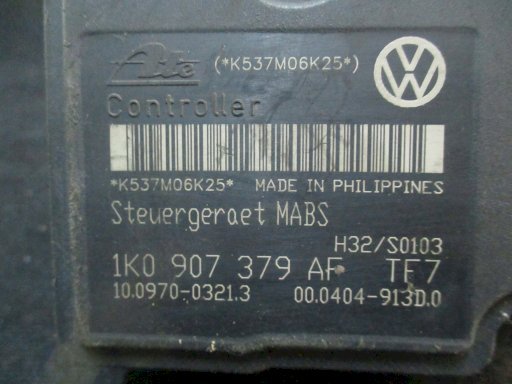 Ate (*K537M06K25*)
Controller
*K537M06K25* MADE IN PHILIPPINES
Steuergeraet MABS
H32/S0103
1K0 907 379 AF TF7
10.0970-0321.3 00.0404-913D.0